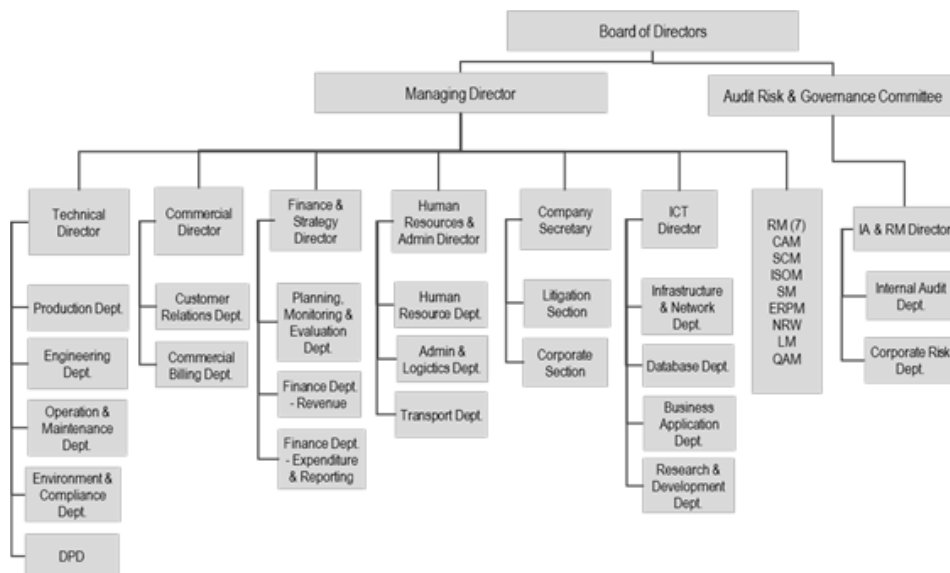 Board of Directors
Managing Director
Audit Risk & Governance Committee
Technical
Director
Production Dept.
Engineering
Dept.
Operation &
Maintenance
Dept.
Environment &
Compliance
Dept.
DPD
Commercial
Director
Customer
Relations Dept.
Commercial
Billing Dept.
Finance &
Strategy
Director
Planning,
Monitoring &
Evaluation
Dept.
Finance Dept.
- Revenue
Finance Dept.
- Expenditure
& Reporting
Human
Resources &
Admin Director
Human
Resource Dept.
Admin &
Logictics Dept.
Transport Dept.
Company
Secretary
Litigation
Section
Corporate
Section
ICT
Director
Infrastructure
& Network
Dept.
Database Dept.
Business
Application
Dept.
Research &
Development
Dept.
RM (7)
CAM
SCM
ISOM
SM
ERPM
NRW
LM
QAM
IA & RM Director
Internal Audit
Dept.
Corporate Risk
Dept.